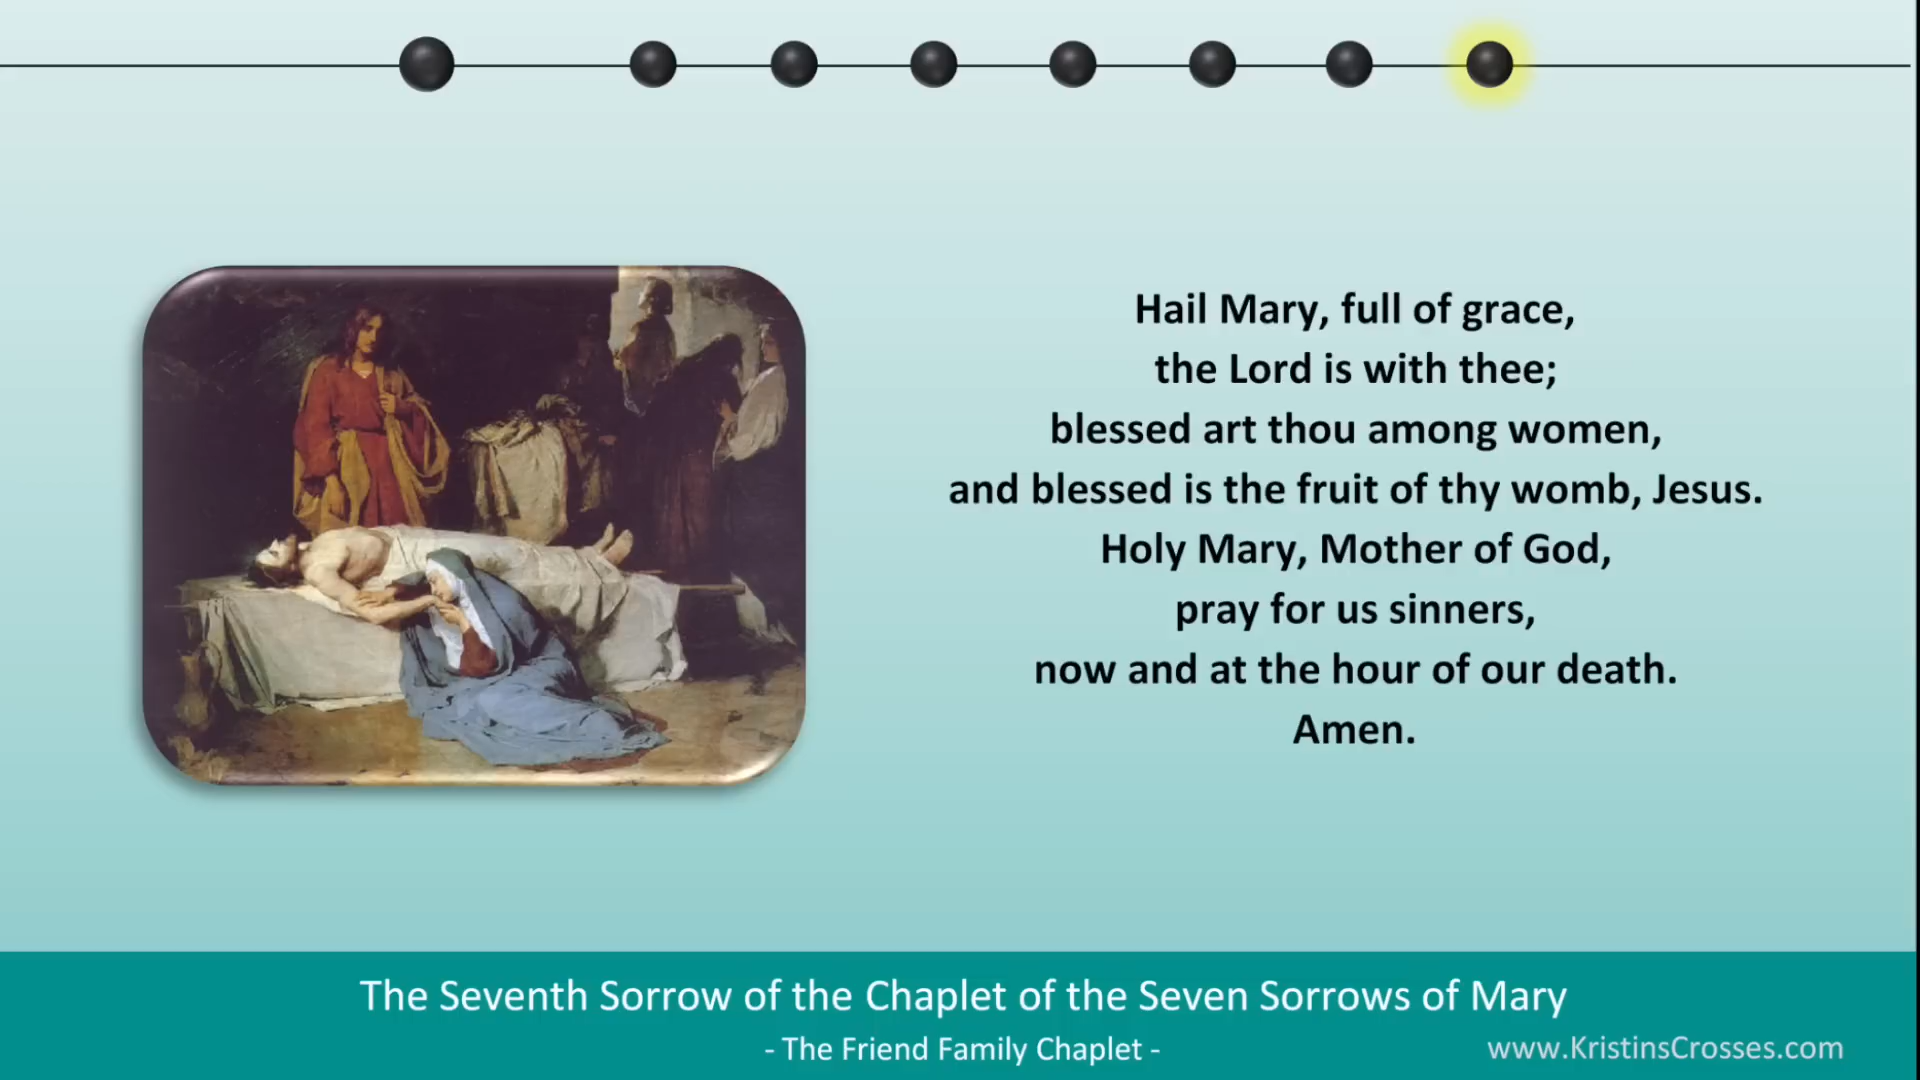 Hail Mary, full of grace,
the Lord is with thee;
blessed art thou among women,
and blessed is the fruit of thy womb, Jesus.
Holy Mary, Mother of God,
pray for us sinners,
now and at the hour of our death.
Amen.
The Seventh Sorrow of the Chaplet of the Seven Sorrows of Mary
- The Friend Family Chaplet -
www.KristinsCrosses.com